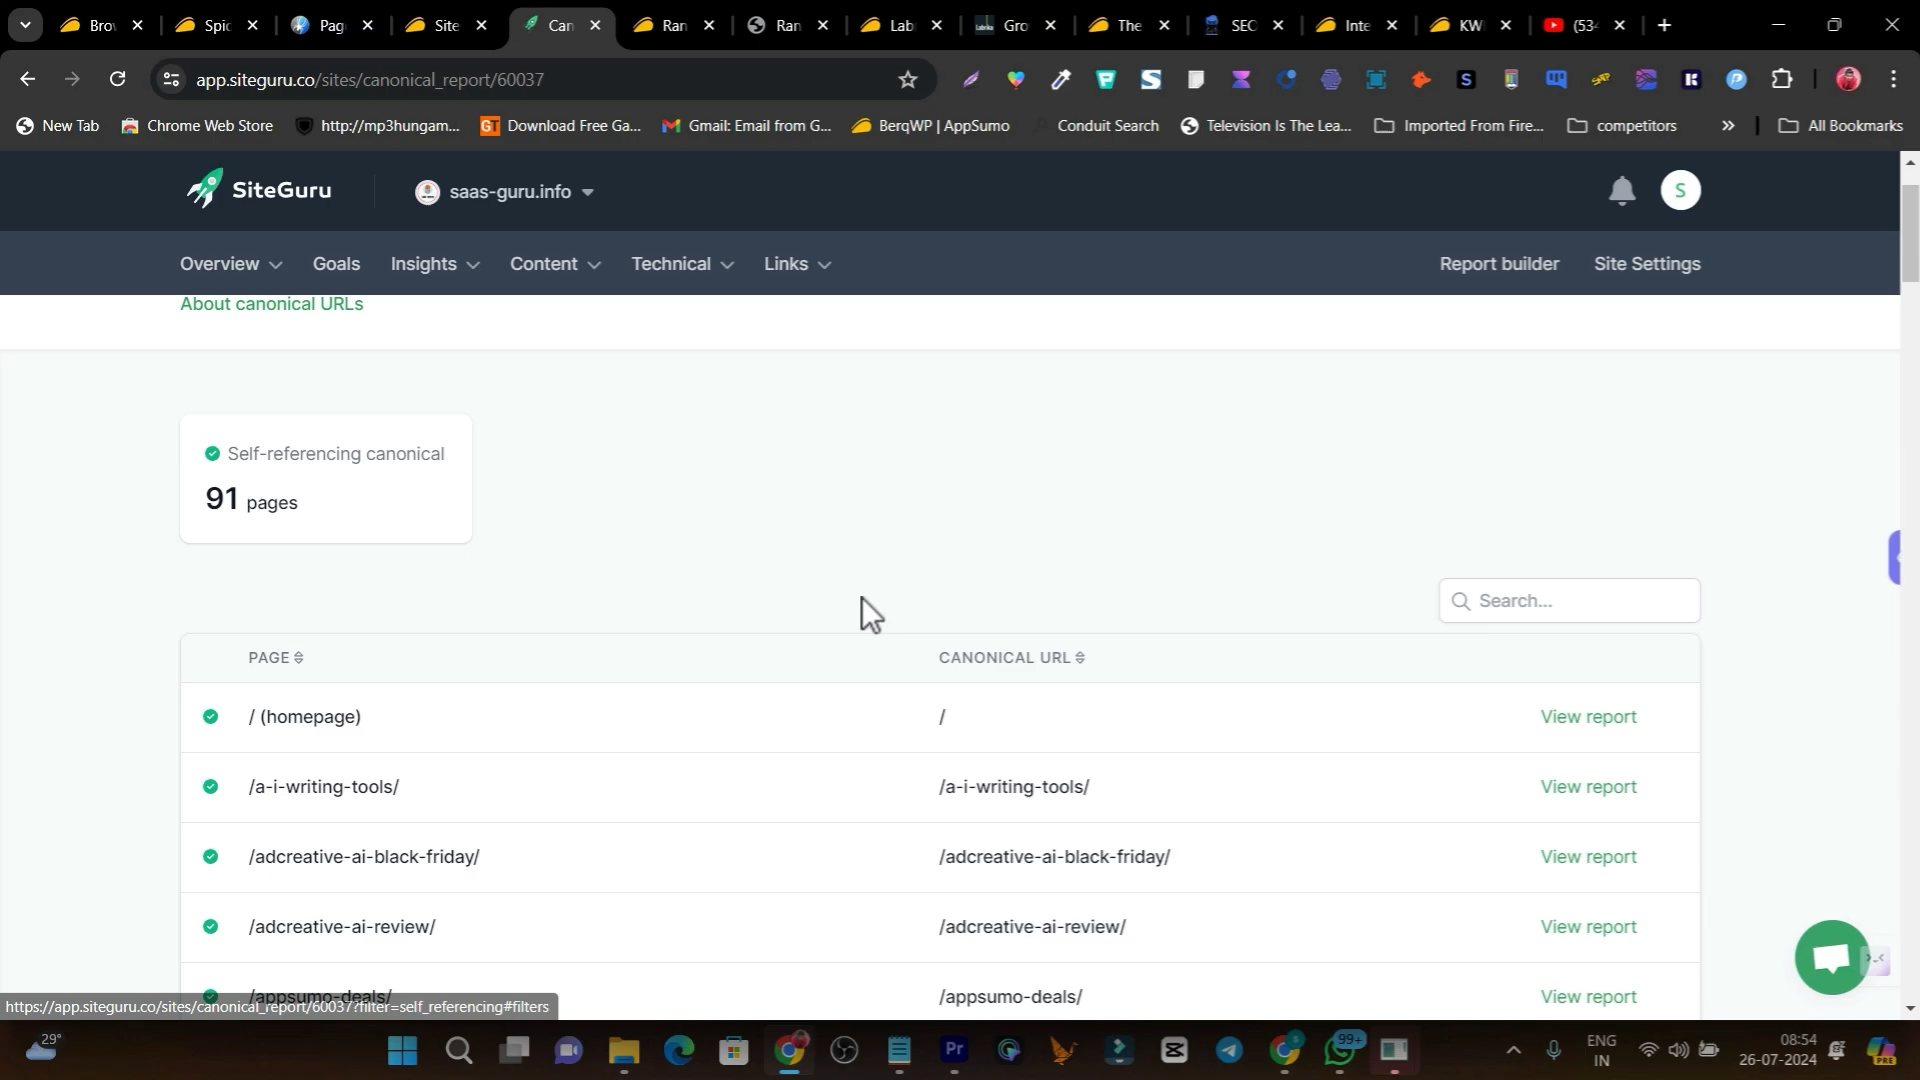 Bro
Spic
Pag
Site
Can
Ran
Ran
Lab
Gro
The
SEC
Inte
KW
(534
app.siteguru.co/sites/canonical_report/60037
New Tab
Chrome Web Store
http://mp3hungam...
Download Free Ga...
Gmail: Email from G...
BerqWP | AppSumo
Conduit Search
Television Is The Lea...
Imported From Fire...
competitors
All Bookmarks
SiteGuru
saas-guru.info
S
Overview
Goals
Insights
Content
Technical
Links
Report builder
Site Settings
About canonical URLs
Self-referencing canonical
91 pages
Search...
PAGE
CANONICAL URL
/ (homepage)
/
View report
/a-i-writing-tools/
/a-i-writing-tools/
View report
/adcreative-ai-black-friday/
/adcreative-ai-black-friday/
View report
/adcreative-ai-review/
/adcreative-ai-review/
View report
/appsumo-deals/
/appsumo-deals/
View report
https://app.siteguru.co/sites/canonical_report/60037?filter=self_referencing#filters
29°
Pr
99+
ENG
IN
08:54
26-07-2024
PRE